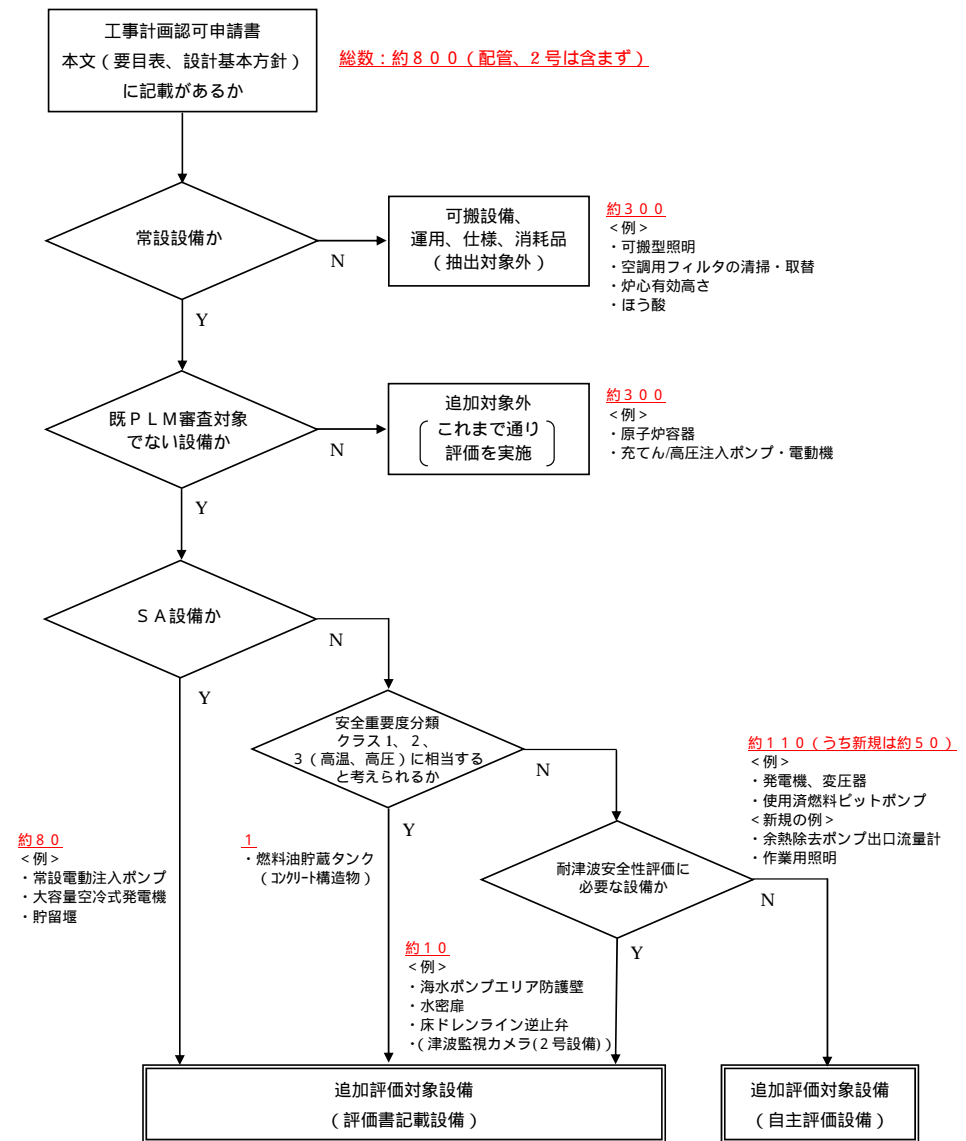 工事計画認可申請書
本文（要目表、設計基本方針）
に記載があるか
総数：約８００（配管、２号は含まず）
常設設備か
N
Y
可搬設備、
運用、仕様、消耗品
（抽出対象外）
約３００
＜例＞
・可搬型照明
・空調用フィルタの清掃・取替
・炉心有効高さ
・ほう酸
既ＰＬＭ審査対象
でない設備か
N
Y
追加対象外
これまで通り
評価を実施
約３００
＜例＞
・原子炉容器
・充てん/高圧注入ポンプ・電動機
ＳＡ設備か
N
Y
安全重要度分類
クラス１、２、
３（高温、高圧）に相当する
と考えられるか
N
Y
約１１０（うち新規は約５０）
＜例＞
・発電機、変圧器
・使用済燃料ピットポンプ
＜新規の例＞
・余熱除去ポンプ出口流量計
・作業用照明
約８０
＜例＞
・常設電動注入ポンプ
・大容量空冷式発電機
・貯留堰
１
・燃料油貯蔵タンク
（ｺﾝｸﾘｰﾄ構造物）
耐津波安全性評価に
必要な設備か
N
Y
約１０
＜例＞
・海水ポンプエリア防護壁
・水密扉
・床ドレンライン逆止弁
・（津波監視カメラ（２号設備））
追加評価対象設備
（評価書記載設備）
追加評価対象設備
（自主評価設備）